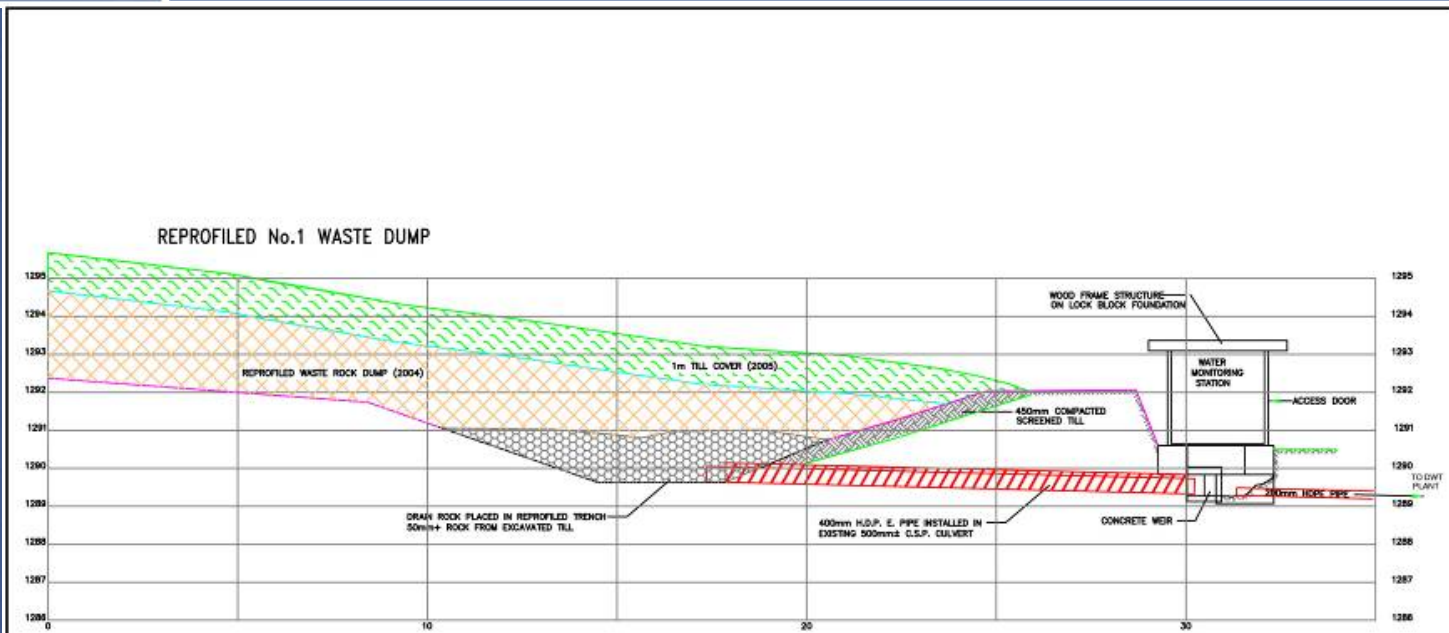 REPROFILED No.1 WASTE DUMP
1295
1295
WOOD FRAME STRUCTURE
ON LOCK BLOCK FOUNDATION
1294
1294
1293
1293
WATER
MONITORING
STATION
REPROFILED WASTE ROCK DUMP (2004)
1m TILL COVER (2005)
1292
1292
ACCESS DOOR
450mm COMPACTED
SCREENED TILL
1291
1291
1290
1290
TO DWT
PLANT
200mm HDPE PIPE
1289
1289
DRAIN ROCK PLACED IN REPROFILED TRENCH
50mm+ ROCK FROM EXCAVATED TILL
400mm H.D.P. E. PIPE INSTALLED IN
EXISTING 500mm± C.S.P. CULVERT
CONCRETE WEIR
1288
1288
1287
1287
1286
1286
0
10
20
30